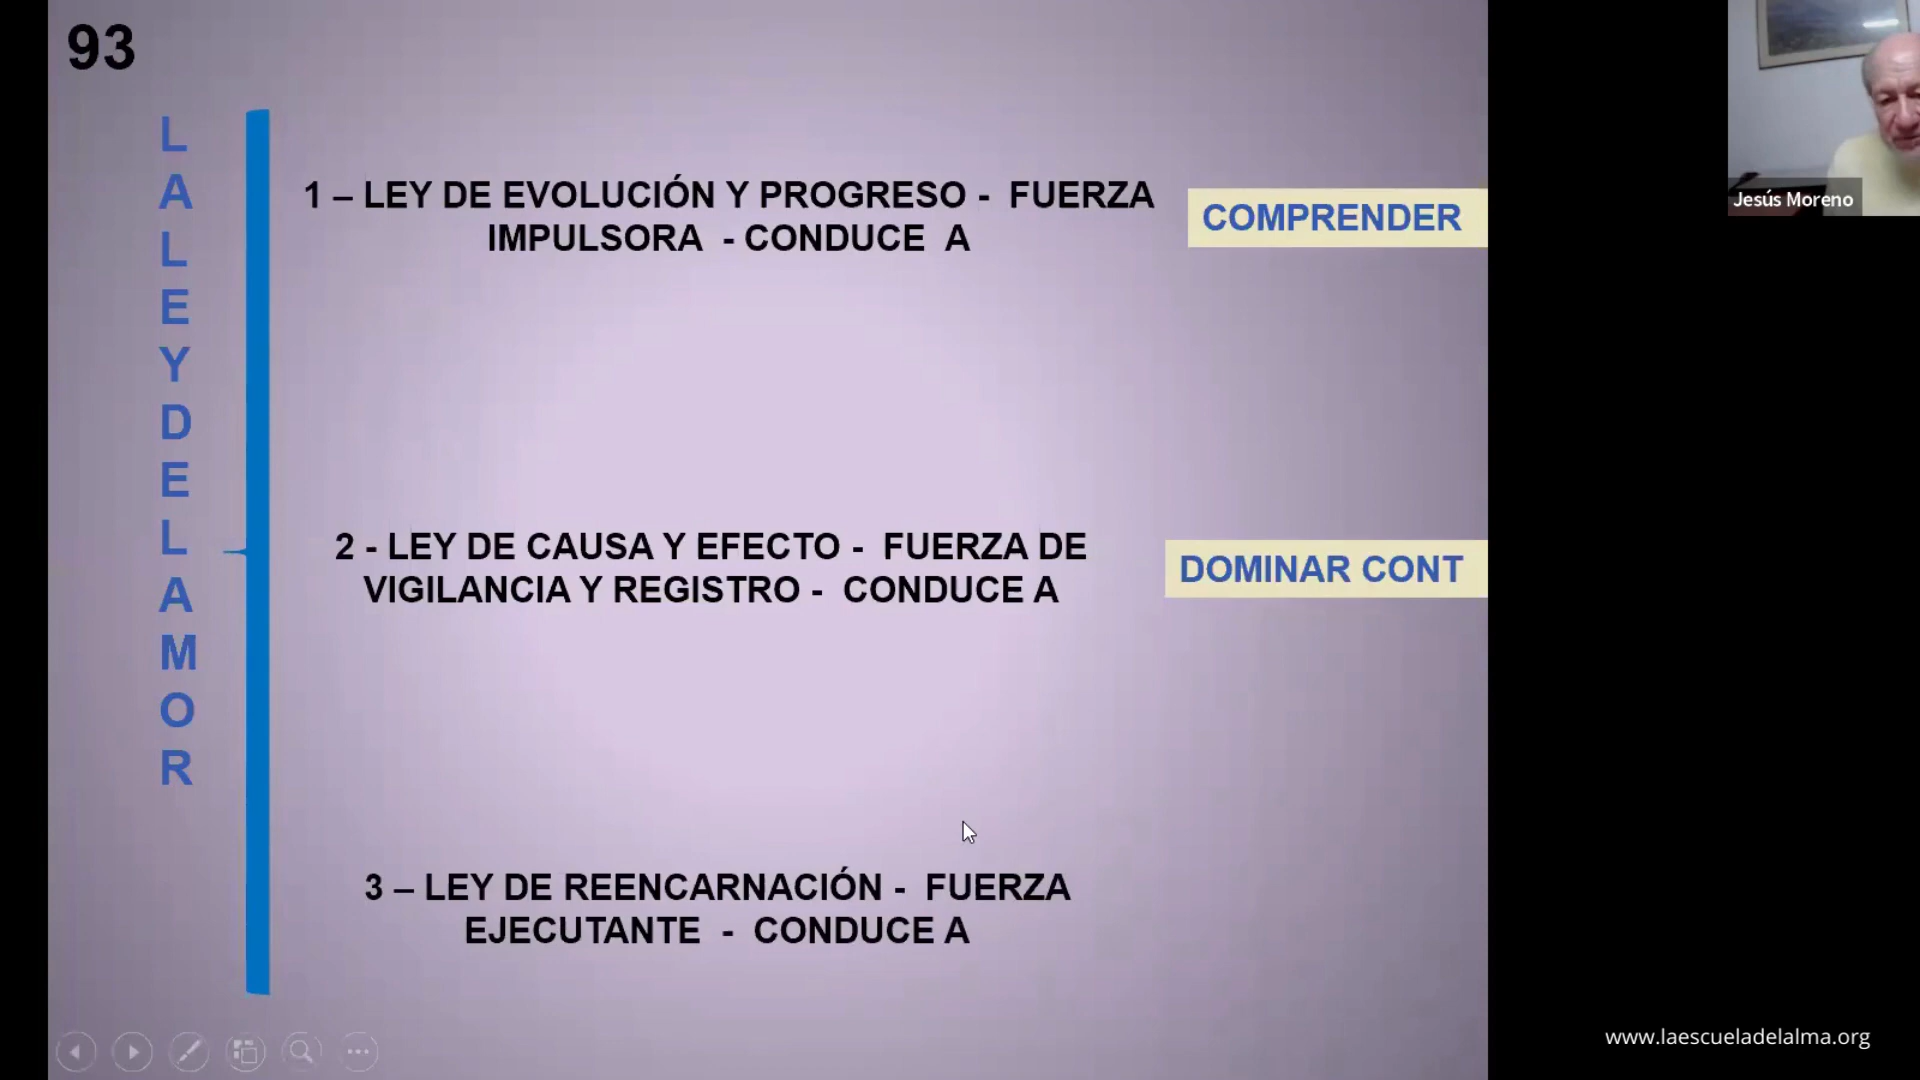 93
L
A
L
E
Y
D
E
L
A
M
O
R
1 – LEY DE EVOLUCIÓN Y PROGRESO - FUERZA
IMPULSORA - CONDUCE A
COMPRENDER
2 - LEY DE CAUSA Y EFECTO - FUERZA DE
VIGILANCIA Y REGISTRO - CONDUCE A
DOMINAR CONT
3 – LEY DE REENCARNACIÓN - FUERZA
EJECUTANTE - CONDUCE A
Jesús Moreno
www.laescueladelalma.org